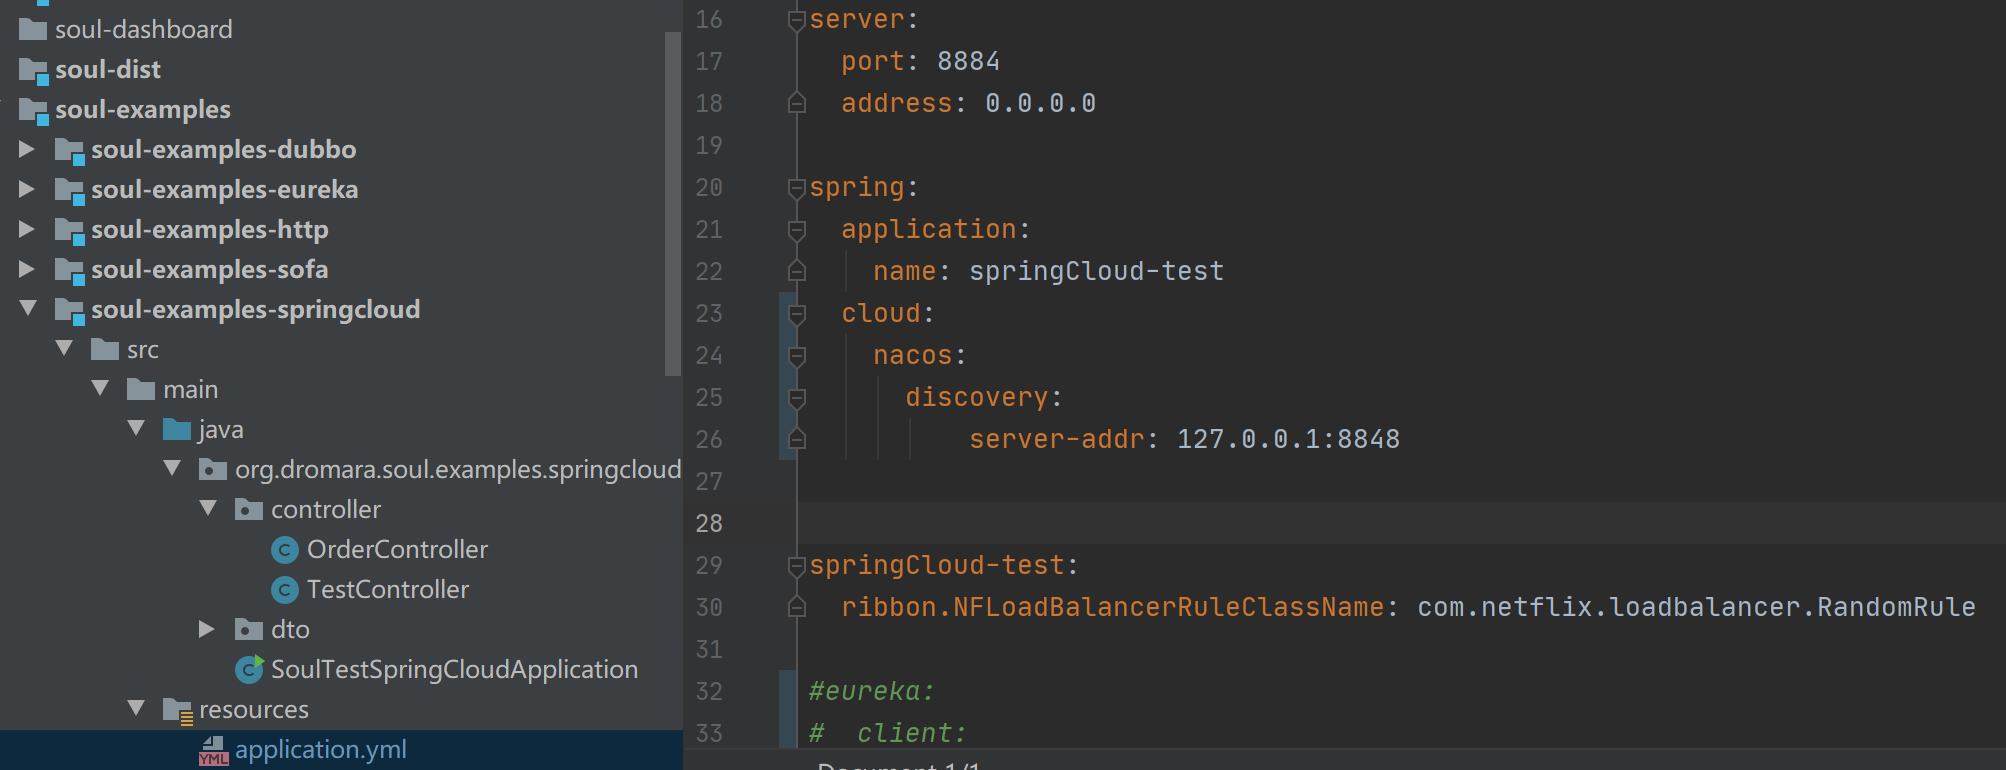 soul-dashboard
soul-dist
soul-examples
soul-examples-dubbo
soul-examples-eureka
soul-examples-http
soul-examples-sofa
soul-examples-springcloud
src
main
java
org.dromara.soul.examples.springcloud
controller
C OrderController
C TestController
dto
C SoulTestSpringCloudApplication
resources
YML application.yml
16 server:
17   port: 8884
18   address: 0.0.0.0
19
20 spring:
21   application:
22     name: springCloud-test
23   cloud:
24     nacos:
25       discovery:
26           server-addr: 127.0.0.1:8848
27
28
29 springCloud-test:
30   ribbon.NFLoadBalancerRuleClassName: com.netflix.loadbalancer.RandomRule
31
32 #eureka:
33 #  client:
Document 1/1